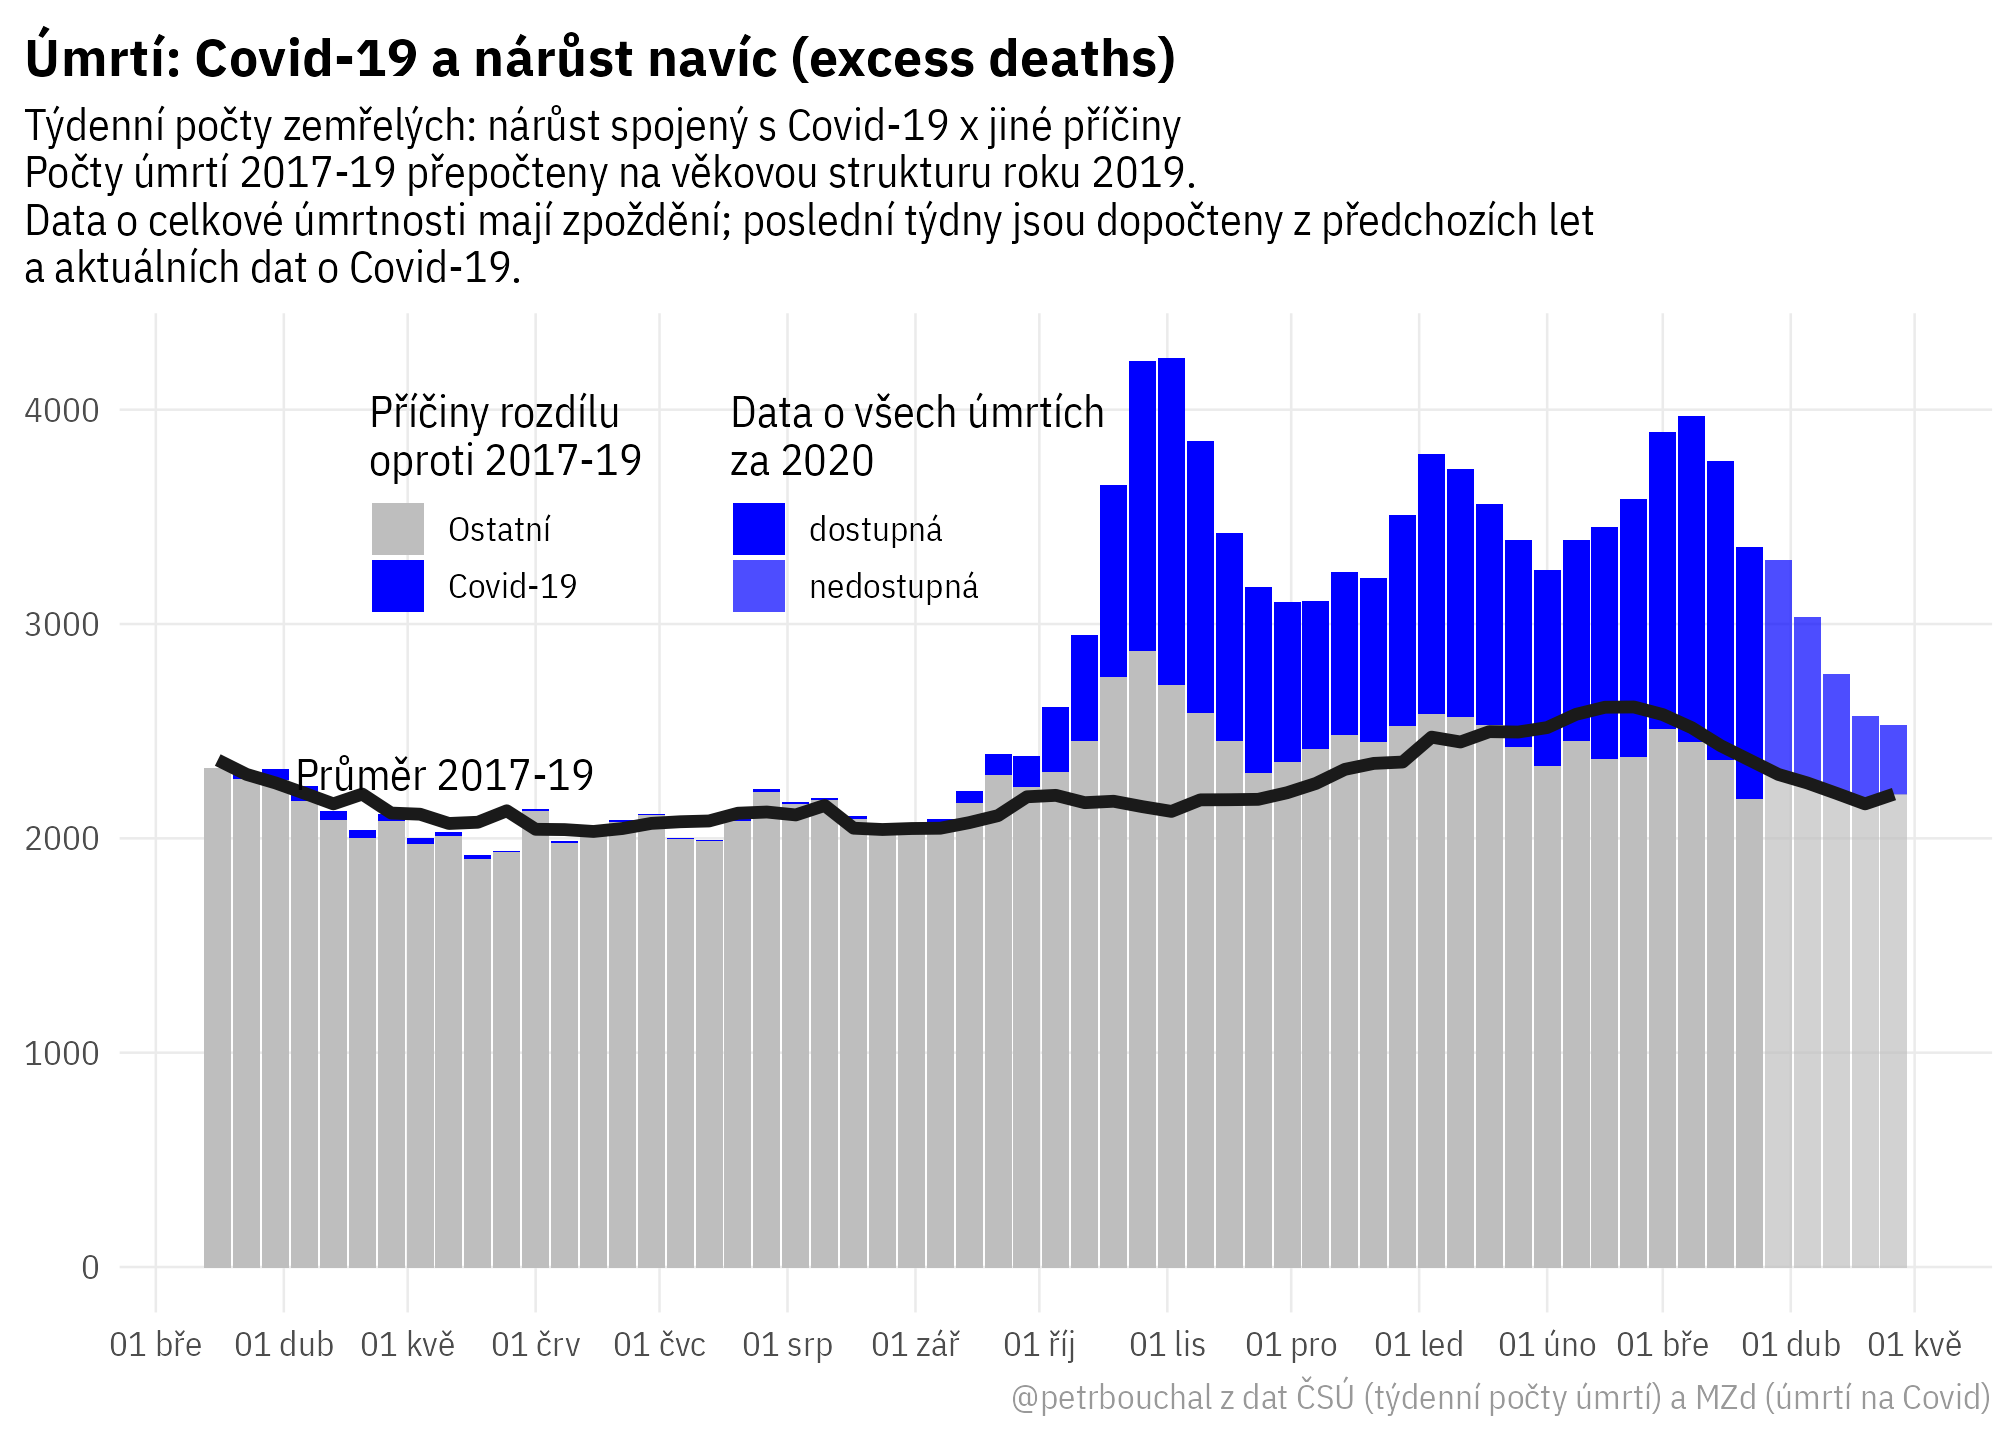 Úmrtí: Covid-19 a nárůst navíc (excess deaths)
Týdenní počty zemřelých: nárůst spojený s Covid-19 x jiné příčiny
Počty úmrtí 2017-19 přepočteny na věkovou strukturu roku 2019.
Data o celkové úmrtnosti mají zpoždění; poslední týdny jsou dopočteny z předchozích let
a aktuálních dat o Covid-19.
Příčiny rozdílu
oproti 2017-19
Ostatní
Covid-19
Data o všech úmrtích
za 2020
dostupná
nedostupná
4000
3000
2000
1000
0
Průměr 2017-19
01 bře 01 dub 01 kvě 01 črv 01 čvc 01 srp 01 zář 01 říj 01 lis 01 pro 01 led 01 úno 01 bře 01 dub 01 kvě
@petrbouchal z dat ČSÚ (týdenní počty úmrtí) a MZd (úmrtí na Covid)